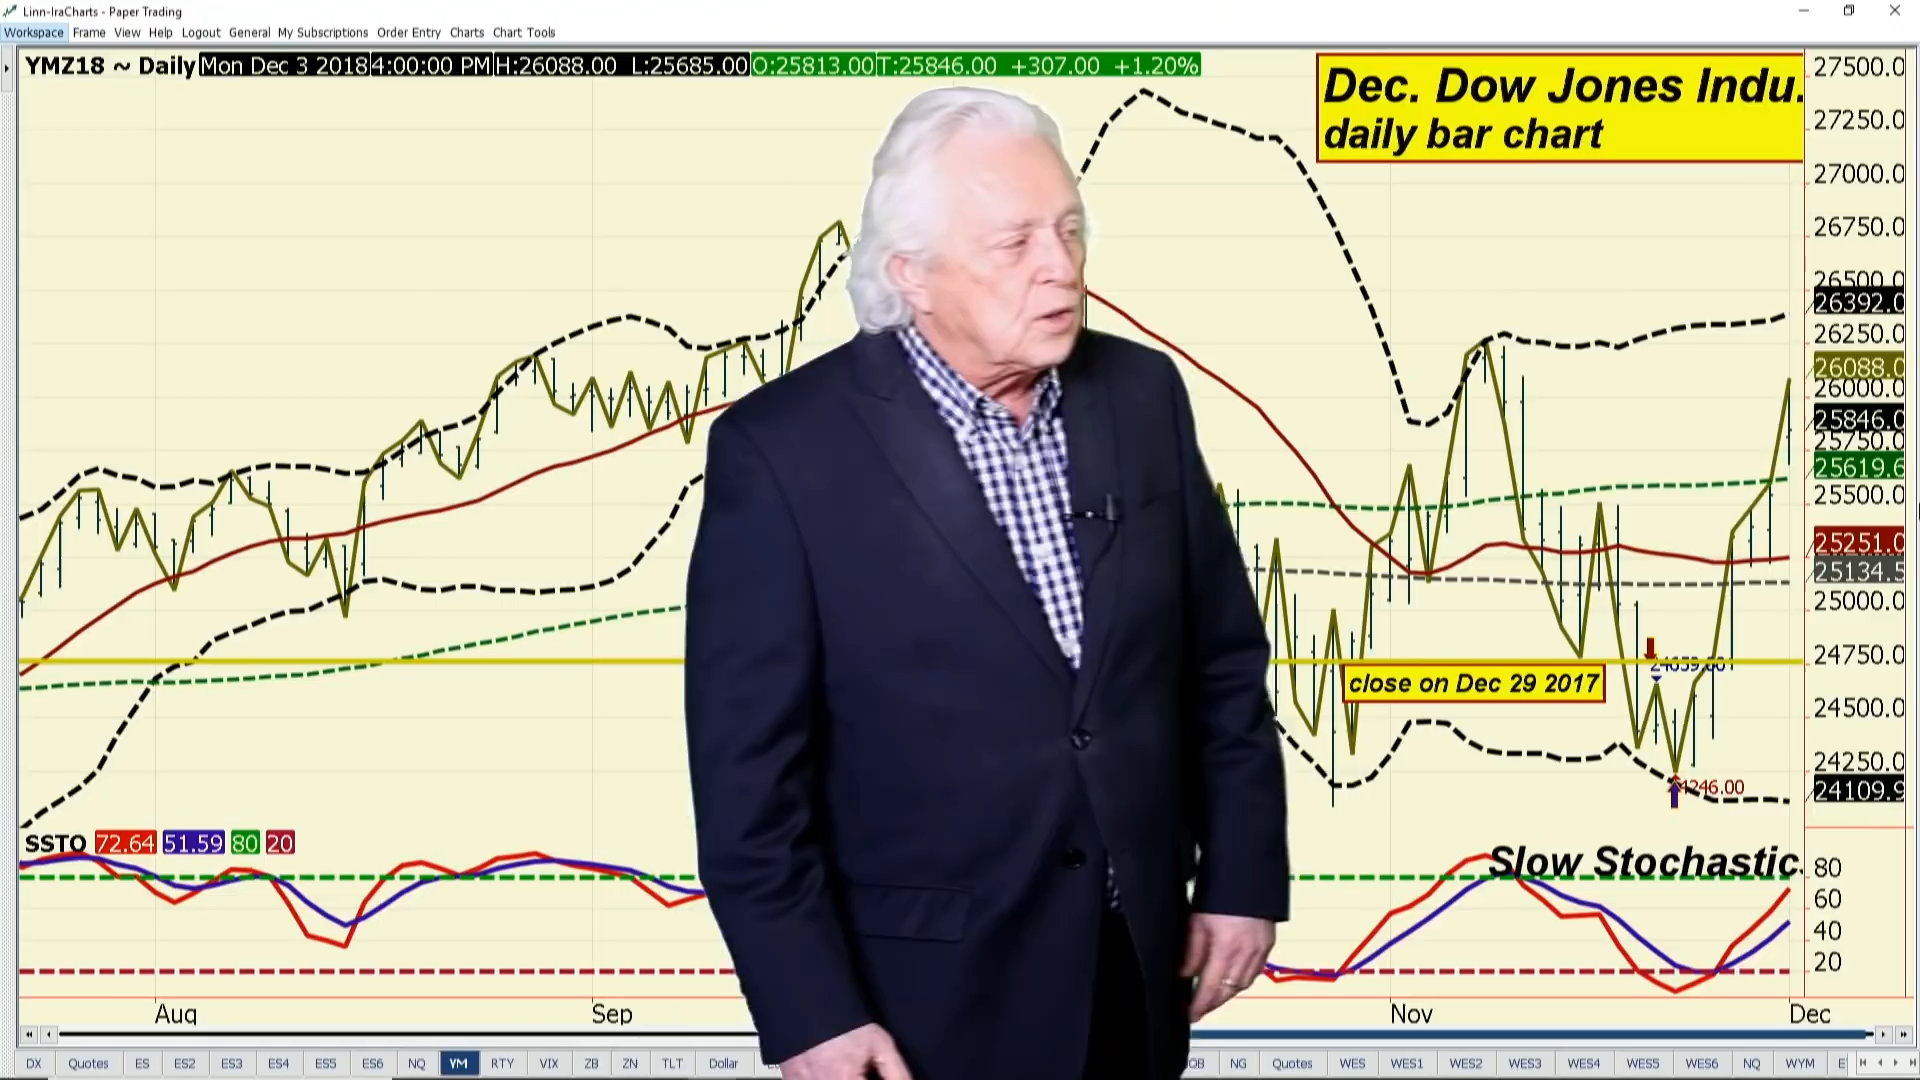 Linn-IraCharts - Paper Trading
Workspace Frame View Help Logout General My Subscriptions Order Entry Charts Chart Tools
YMZ18 ~ Daily Mon Dec 3 2018 4:00:00 PM H:26088.00 L:25685.00 O:25813.00 T:25846.00 +307.00 +1.20%
Dec. Dow Jones Indu.
daily bar chart
27500.0
27250.0
27000.0
26750.0
26500.0
26392.0
26250.0
26088.0
26000.0
25846.0
25750.0
25619.6
25500.0
25251.0
25134.5
25000.0
24750.0
24659.00
close on Dec 29 2017
24500.0
24250.0
4246.00
24109.9
SSTO 72.64 51.59 80 20
Slow Stochastic
80
60
40
20
Aug Sep Nov Dec
DX Quotes ES ES2 ES3 ES4 ES5 ES6 NQ YM RTY VIX ZB ZN TLT Dollar OB NG Quotes WES WES1 WES2 WES3 WES4 WES5 WES6 NQ WYM E